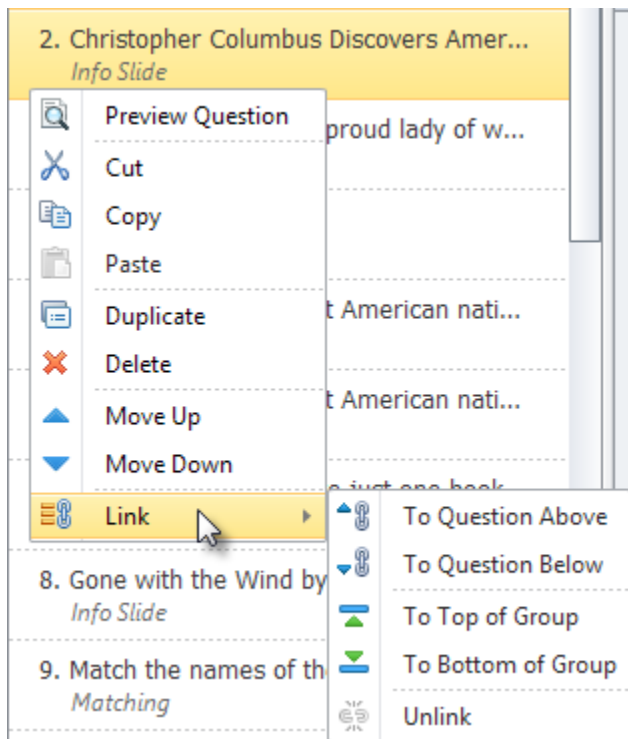 2. Christopher Columbus Discovers Amer...
Info Slide
Preview Question
proud lady of w...
Cut
Copy
Paste
Duplicate
t American nati...
Delete
Move Up
t American nati...
Move Down
just one book
Link
To Question Above
To Question Below
8. Gone with the Wind by
Info Slide
To Top of Group
9. Match the names of th
To Bottom of Group
Matching
Unlink